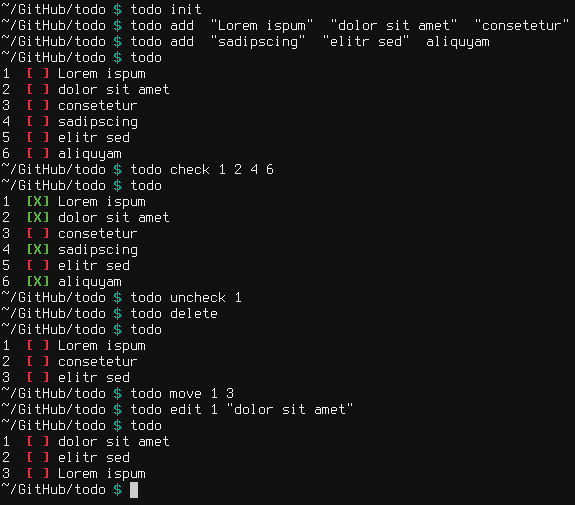 ~/GitHub/todo $ todo init
~/GitHub/todo $ todo add  "Lorem ispum"  "dolor sit amet"  "consetetur"
~/GitHub/todo $ todo add  "sadipscing"  "elitr sed"  aliquyam
~/GitHub/todo $ todo
1  [ ] Lorem ispum
2  [ ] dolor sit amet
3  [ ] consetetur
4  [ ] sadipscing
5  [ ] elitr sed
6  [ ] aliquyam
~/GitHub/todo $ todo check 1 2 4 6
~/GitHub/todo $ todo
1  [X] Lorem ispum
2  [X] dolor sit amet
3  [ ] consetetur
4  [X] sadipscing
5  [ ] elitr sed
6  [X] aliquyam
~/GitHub/todo $ todo uncheck 1
~/GitHub/todo $ todo delete
~/GitHub/todo $ todo
1  [ ] Lorem ispum
2  [ ] consetetur
3  [ ] elitr sed
~/GitHub/todo $ todo move 1 3
~/GitHub/todo $ todo edit 1 "dolor sit amet"
~/GitHub/todo $ todo
1  [ ] dolor sit amet
2  [ ] elitr sed
3  [ ] Lorem ispum
~/GitHub/todo $